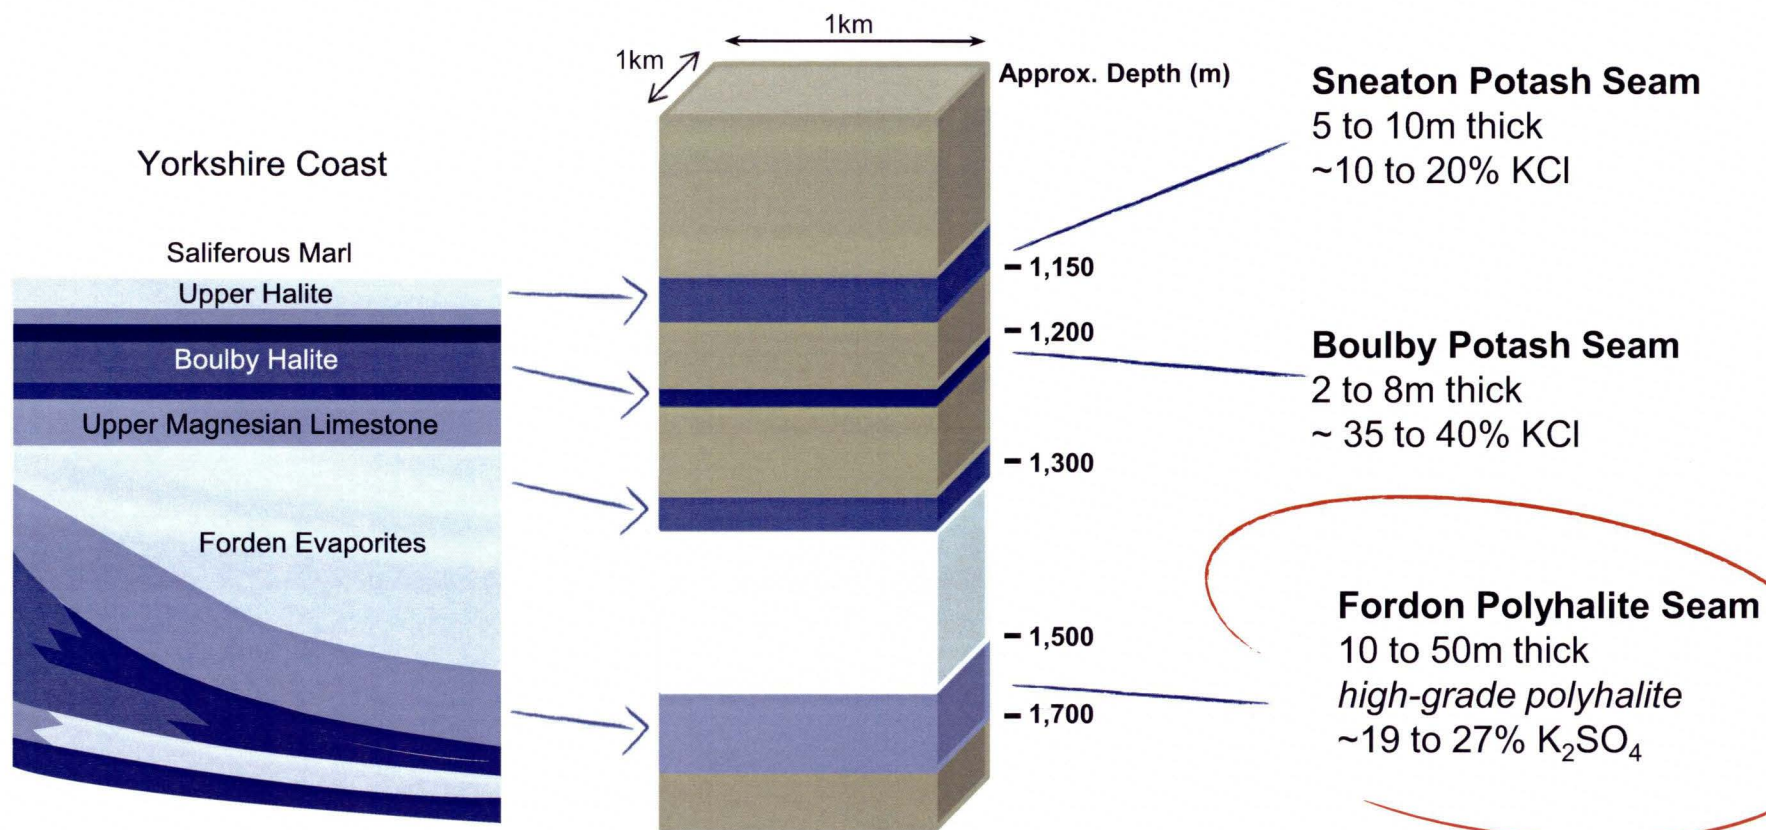 1km
1km
Approx. Depth (m)
Yorkshire Coast
Saliferous Marl
Upper Halite
Boulby Halite
Upper Magnesian Limestone
Forden Evaporites
1,150
1,200
1,300
1,500
1,700
Sneaton Potash Seam
5 to 10m thick
~10 to 20% KCl
Boulby Potash Seam
2 to 8m thick
~ 35 to 40% KCl
Fordon Polyhalite Seam
10 to 50m thick
high-grade polyhalite
~19 to 27% K₂SO₄